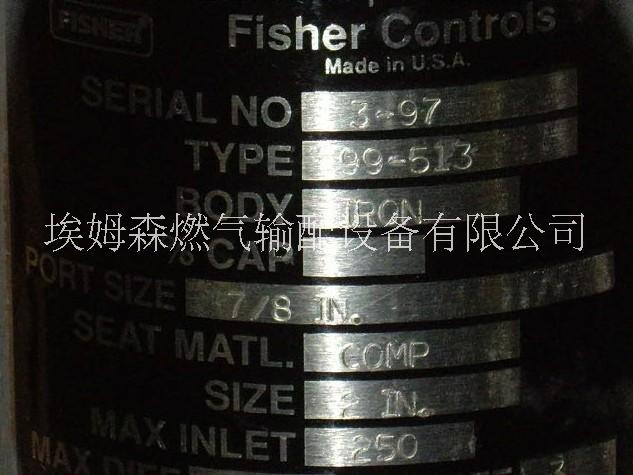 FISHER
Fisher Controls
Made in U.S.A.
SERIAL NO 3-97
TYPE 99-513
BODY IRON
埃姆森燃气输配设备有限公司
% CAP
PORT SIZE 7/8 IN.
SEAT MATL. COMP
SIZE 2 IN.
MAX INLET 250
MAX DIFF